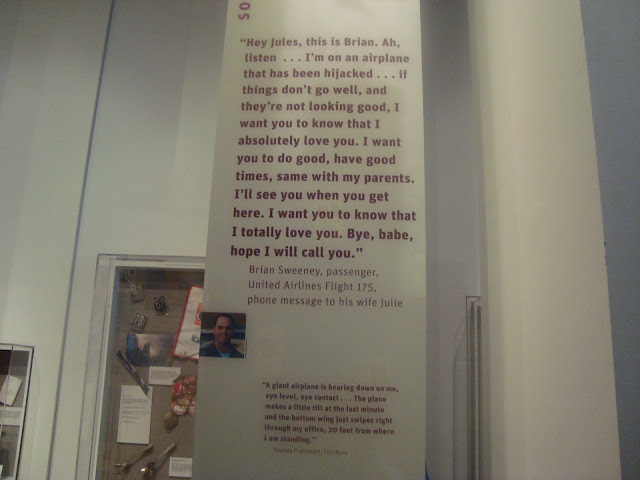 SO
“Hey Jules, this is Brian. Ah,
listen . . . I’m on an airplane
that has been hijacked . . . if
things don’t go well, and
they’re not looking good, I
want you to know that I
absolutely love you. I want
you to do good, have good
times, same with my parents.
I’ll see you when you get
here. I want you to know that
I totally love you. Bye, babe,
hope I will call you.”
Brian Sweeney, passenger,
United Airlines Flight 175,
phone message to his wife Julie
“A giant airplane is bearing down on me,
eye level, eye contact . . . The plane
makes a little tilt at the last minute
and the bottom wing just swipes right
through my office, 20 feet from where
I am standing.”
Stanley Praimnath, Fuji Bank